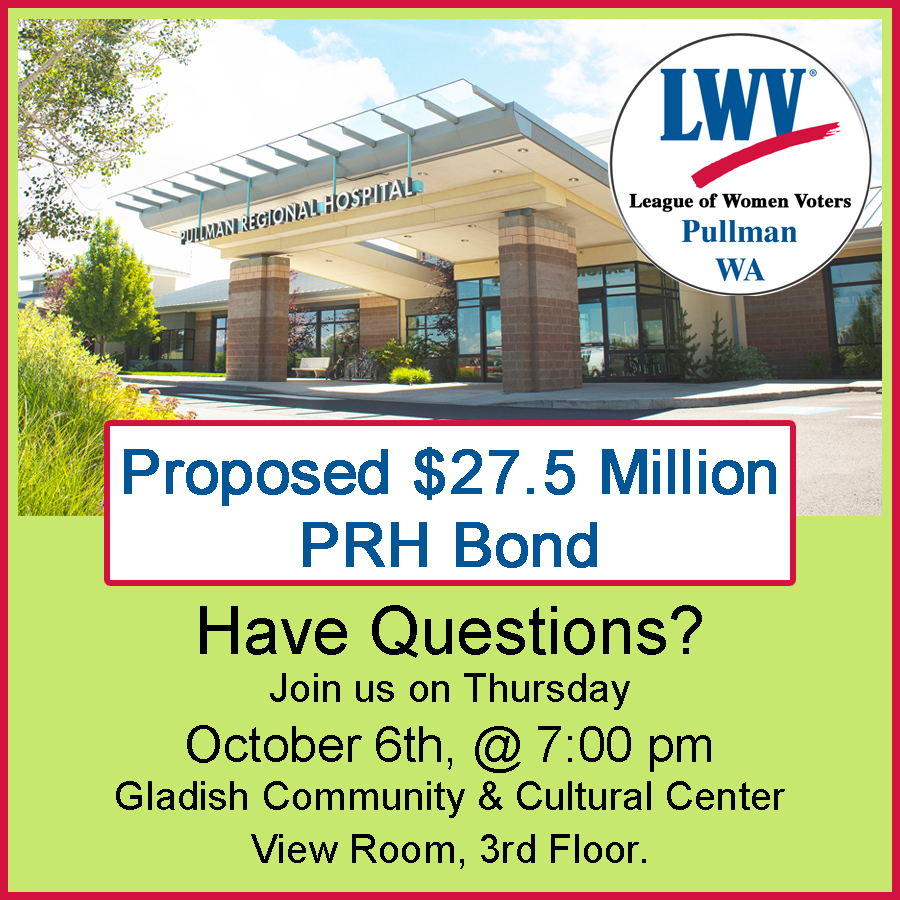 PULLMAN REGIONAL HOSPITAL
LWV®
League of Women Voters
Pullman
WA
Proposed $27.5 Million
PRH Bond
Have Questions?
Join us on Thursday
October 6th, @ 7:00 pm
Gladish Community & Cultural Center
View Room, 3rd Floor.